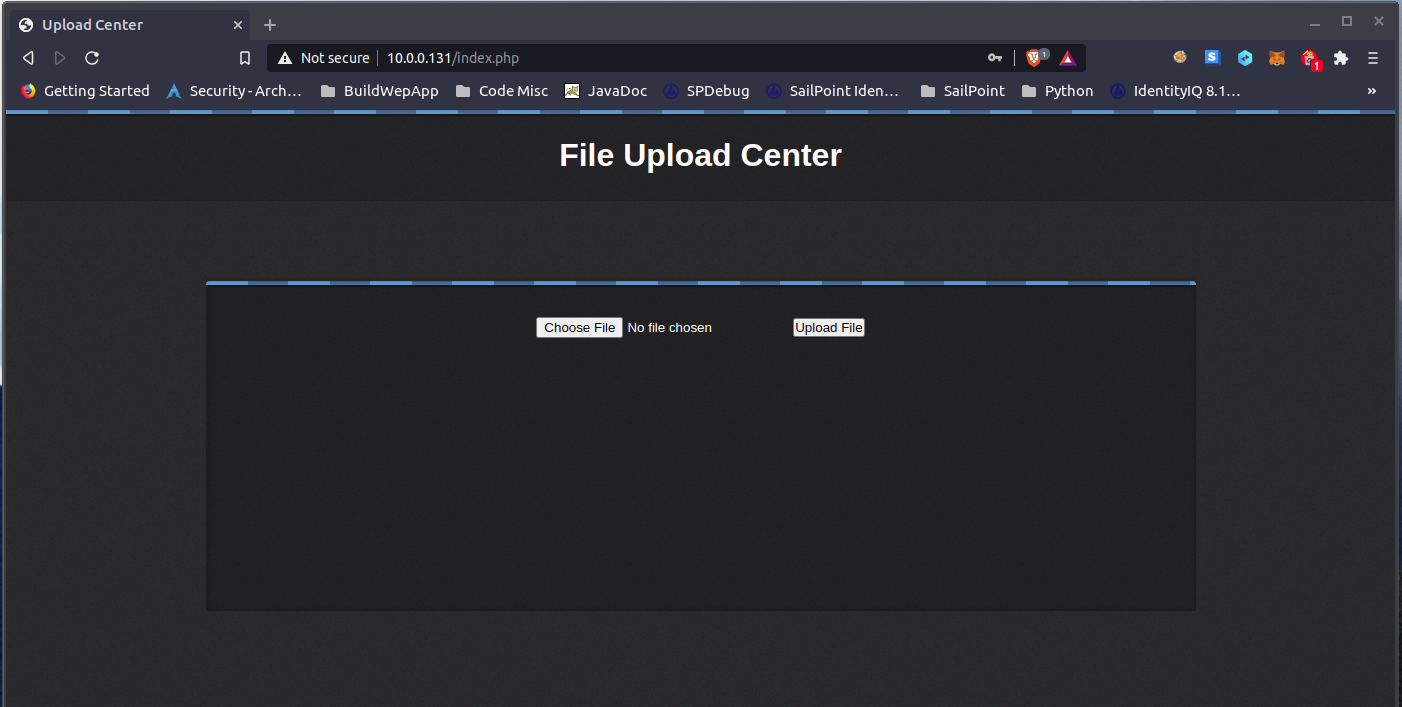 Upload Center
Not secure 10.0.0.131/index.php 1 S 1
Getting Started Security - Arch... BuildWepApp Code Misc JavaDoc SPDebug SailPoint Iden... SailPoint Python IdentityIQ 8.1... »
File Upload Center
Choose File No file chosen Upload File